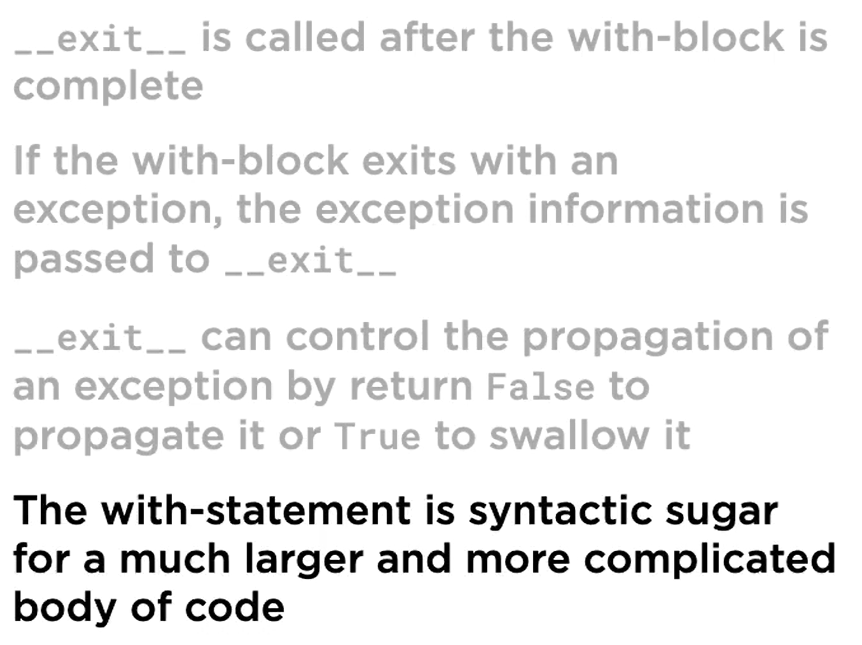 __exit__ is called after the with-block is
complete
If the with-block exits with an
exception, the exception information is
passed to __exit__
__exit__ can control the propagation of
an exception by return False to
propagate it or True to swallow it
The with-statement is syntactic sugar
for a much larger and more complicated
body of code